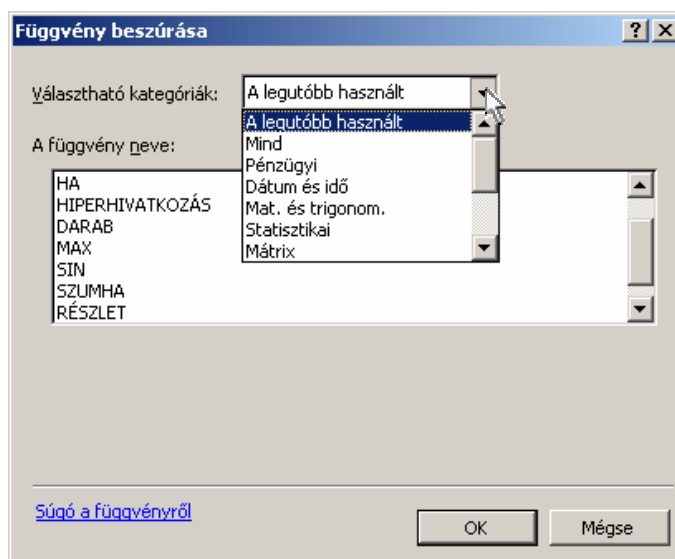 Függvény beszúrása
Választható kategóriák:
A legutóbb használt
A legutóbb használt
Mind
Pénzügyi
Dátum és idő
Mat. és trigonom.
Statisztikai
Mátrix
A függvény neve:
HA
HIPERHIVATKOZÁS
DARAB
MAX
SIN
SZUMHA
RÉSZLET
Súgó a függvényről
OK
Mégse